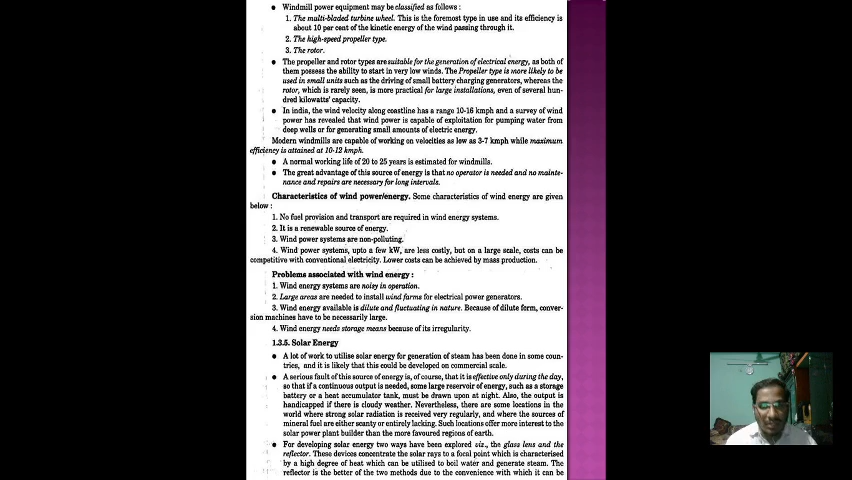 • Windmill power equipment may be classified as follows :
1. The malti-bladed turbine wheel. This is the foremost type in use and its efficiency is
about 10 per cent of the kinetic energy of the wind passing through it.
2. The high-speed propeller type.
3. The rotor.
• The propeller and rotor types are suitable for the generation of electrical energy, as both of
them possess the ability to start in very low winds. The Propeller type is more likely to be
used in small units such as the driving of small battery charging generators, whereas the
rotor, which is rarely seen, is more practical for large installations, even of several hun-
dred kilowatts' capacity.
• In india, the wind velocity along coastline has a range 10-16 kmph and a survey of wind
power has revealed that wind power is capable of exploitation for pumping water from
deep wells or for generating small amounts of electric energy.
Modern windmills are capable of working on velocities as low as 3-7 kmph while maximum
efficiency is attained at 10-12 kmph.
• A normal working life of 20 to 25 years is estimated for windmills.
• The great advantage of this source of energy is that no operator is needed and no mainte-
nance and repairs are necessary for long intervals.
Characteristics of wind power/energy. Some characteristics of wind energy are given
below :
1. No fuel provision and transport are required in wind energy systems.
2. It is a renewable source of energy.
3. Wind power systems are non-polluting.
4. Wind power systems, upto a few kW, are less costly, but on a large scale, costs can be
competitive with conventional electricity. Lower costs can be achieved by mass production.
Problems associated with wind energy :
1. Wind energy systems are noisy in operation.
2. Large areas are needed to install wind farms for electrical power generators.
3. Wind energy available is dilute and fluctuating in nature. Because of dilute form, conver-
sion machines have to be necessarily large.
4. Wind energy needs storage means because of its irregularity.
1.3.5. Solar Energy
• A lot of work to utilise solar energy for generation of steam has been done in some coun-
tries, and it is likely that this could be developed on commercial scale.
• A serious fault of this source of energy is, of course, that it is effective only during the day,
so that if a continuous output is needed, some large reservoir of energy, such as a storage
battery or a heat accumulator tank, must be drawn upon at night. Also, the output is
handicapped if there is cloudy weather. Nevertheless, there are some locations in the
world where strong solar radiation is received very regularly, and where the sources of
mineral fuel are either scanty or entirely lacking. Such locations offer more interest to the
solar power plant builder than the more favoured regions of earth.
• For developing solar energy two ways have been explored viz., the glass lens and the
reflector. These devices concentrate the solar rays to a focal point which is characterised
by a high degree of heat which can be utilised to boil water and generate steam. The
reflector is the better of the two methods due to the convenience with which it can be